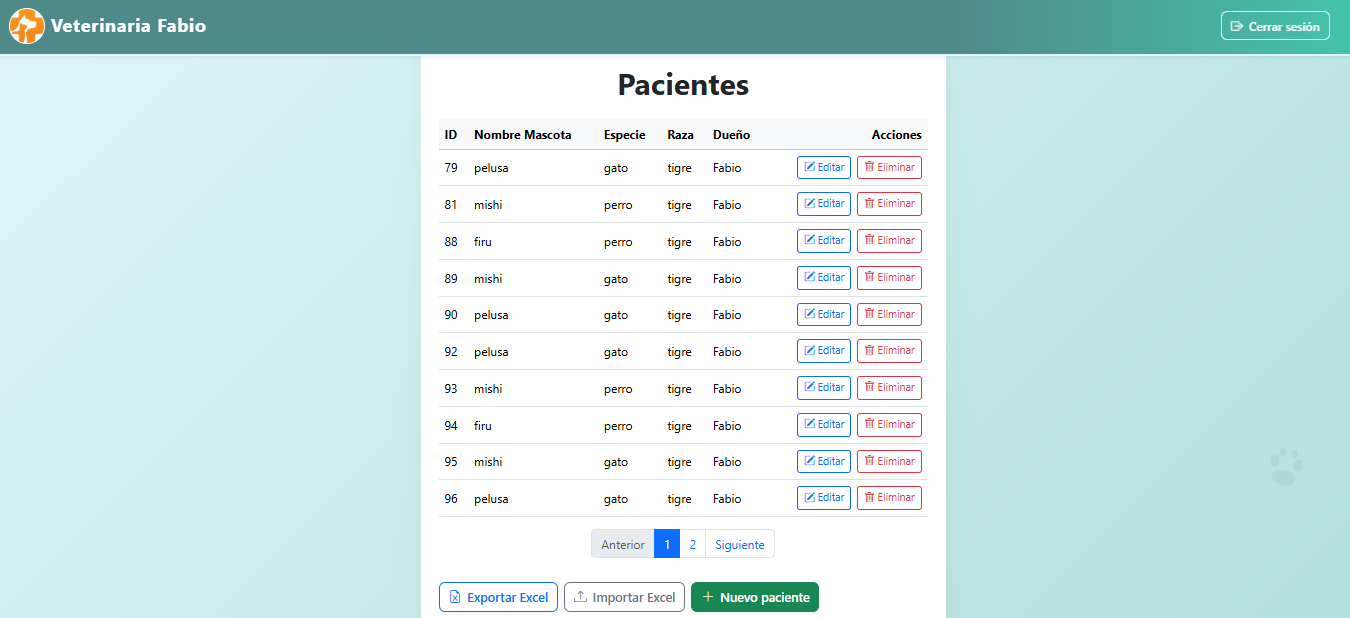 Veterinaria Fabio
Cerrar sesión
Pacientes
ID Nombre Mascota Especie Raza Dueño Acciones
79 pelusa gato tigre Fabio Editar Eliminar
81 mishi perro tigre Fabio Editar Eliminar
88 firu perro tigre Fabio Editar Eliminar
89 mishi gato tigre Fabio Editar Eliminar
90 pelusa gato tigre Fabio Editar Eliminar
92 pelusa gato tigre Fabio Editar Eliminar
93 mishi perro tigre Fabio Editar Eliminar
94 firu perro tigre Fabio Editar Eliminar
95 mishi gato tigre Fabio Editar Eliminar
96 pelusa gato tigre Fabio Editar Eliminar
Anterior 1 2 Siguiente
Exportar Excel Importar Excel + Nuevo paciente